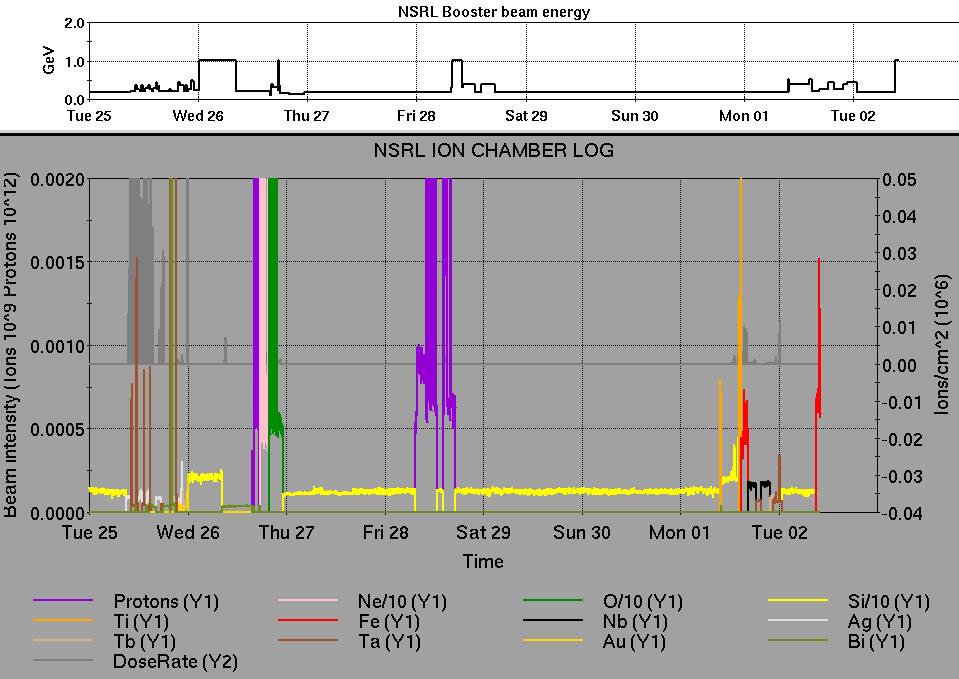 NSRL Booster beam energy
2.0
1.0
0.0
GeV
Tue 25 Wed 26 Thu 27 Fri 28 Sat 29 Sun 30 Mon 01 Tue 02
NSRL ION CHAMBER LOG
Beam intensity (Ions 10^9 Protons 10^12)
0.0020
0.0015
0.0010
0.0005
0.0000
0.05
0.04
0.03
0.02
0.01
0.00
-0.01
-0.02
-0.03
-0.04
Ions/cm^2 (10^6)
Tue 25 Wed 26 Thu 27 Fri 28 Sat 29 Sun 30 Mon 01 Tue 02
Time
Protons (Y1) Ne/10 (Y1) O/10 (Y1) Si/10 (Y1)
Ti (Y1) Fe (Y1) Nb (Y1) Ag (Y1)
Tb (Y1) Ta (Y1) Au (Y1) Bi (Y1)
DoseRate (Y2)